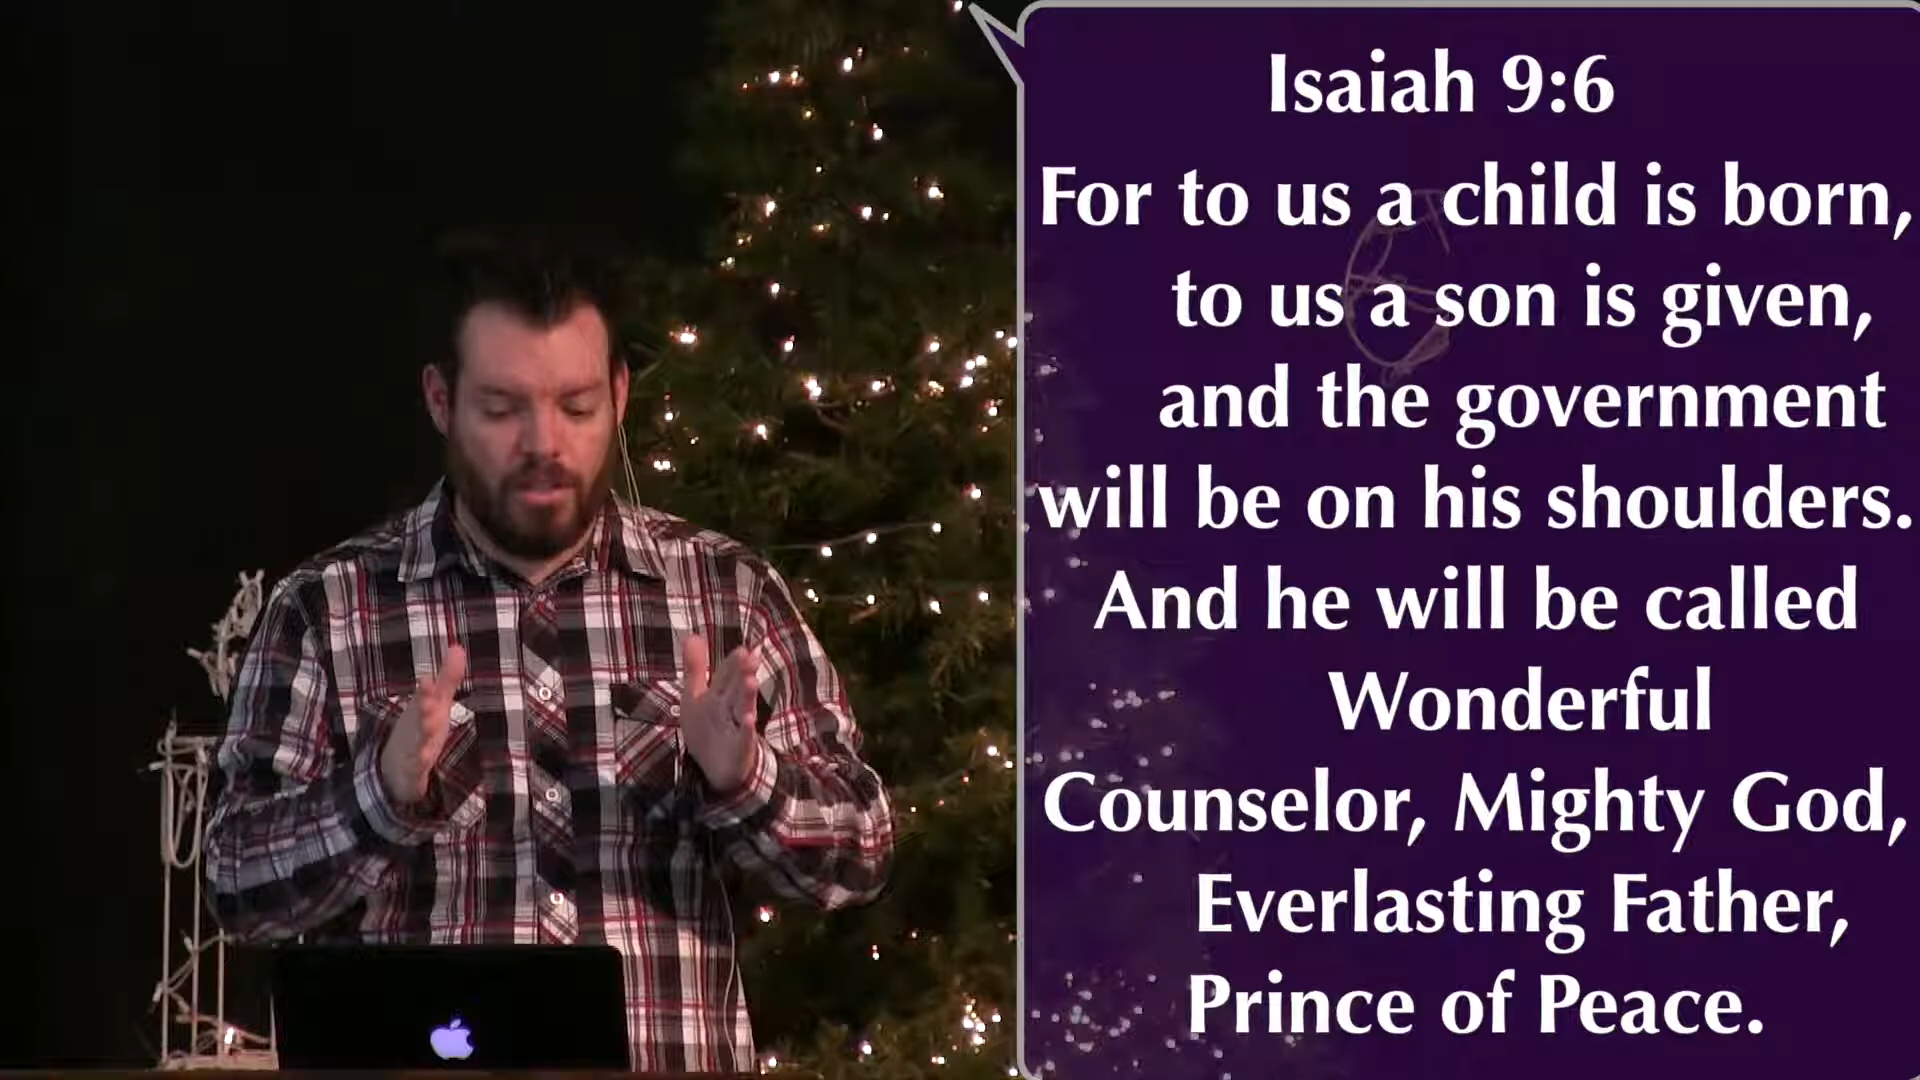 Isaiah 9:6
For to us a child is born,
to us a son is given,
and the government
will be on his shoulders.
And he will be called
Wonderful
Counselor, Mighty God,
Everlasting Father,
Prince of Peace.